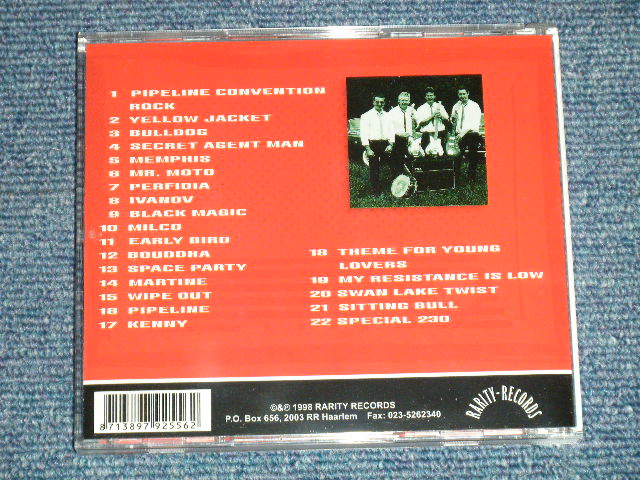 1 PIPELINE CONVENTION
ROCK
2 YELLOW JACKET
3 BULLDOG
4 SECRET AGENT MAN
5 MEMPHIS
6 MR. MOTO
7 PERFIDIA
8 IVANOV
9 BLACK MAGIC
10 MILCO
11 EARLY BIRD
12 BOUDDHA
13 SPACE PARTY
14 MARTINE
15 WIPE OUT
16 PIPELINE
17 KENNY
18 THEME FOR YOUNG
LOVERS
19 MY RESISTANCE IS LOW
20 SWAN LAKE TWIST
21 SITTING BULL
22 SPECIAL 230
8713897925562
©&℗ 1998 RARITY RECORDS
P.O. Box 656, 2003 RR Haarlem Fax: 023-5262340
RARITY-RECORDS